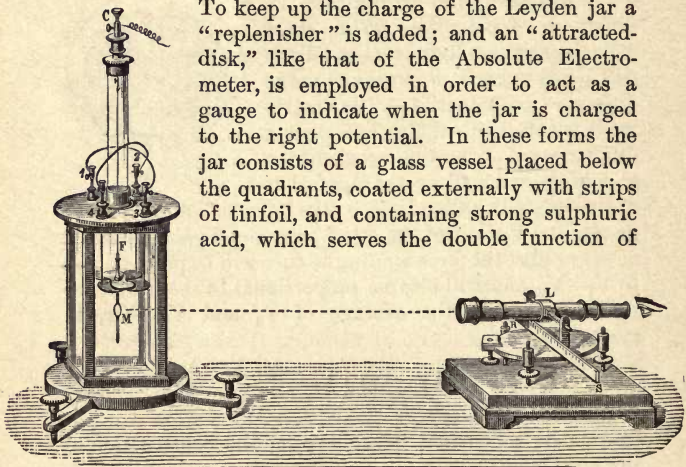 To keep up the charge of the Leyden jar a
“replenisher” is added; and an “attracted-
disk,” like that of the Absolute Electro-
meter, is employed in order to act as a
gauge to indicate when the jar is charged
to the right potential. In these forms the
jar consists of a glass vessel placed below
the quadrants, coated externally with strips
of tinfoil, and containing strong sulphuric
acid, which serves the double function of
C
1
2
4
3
F
M
L
R
S